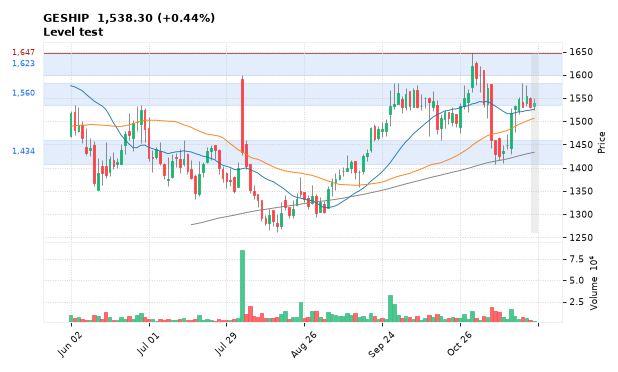 GESHIP 1,538.30 (+0.44%)
Level test
1,647
1,623
1,560
1,434
1650
1600
1550
1500
1450
1400
1350
1300
1250
Price
7.5
5.0
2.5
Volume 10⁶
Jun 02
Jul 01
Jul 29
Aug 26
Sep 24
Oct 26